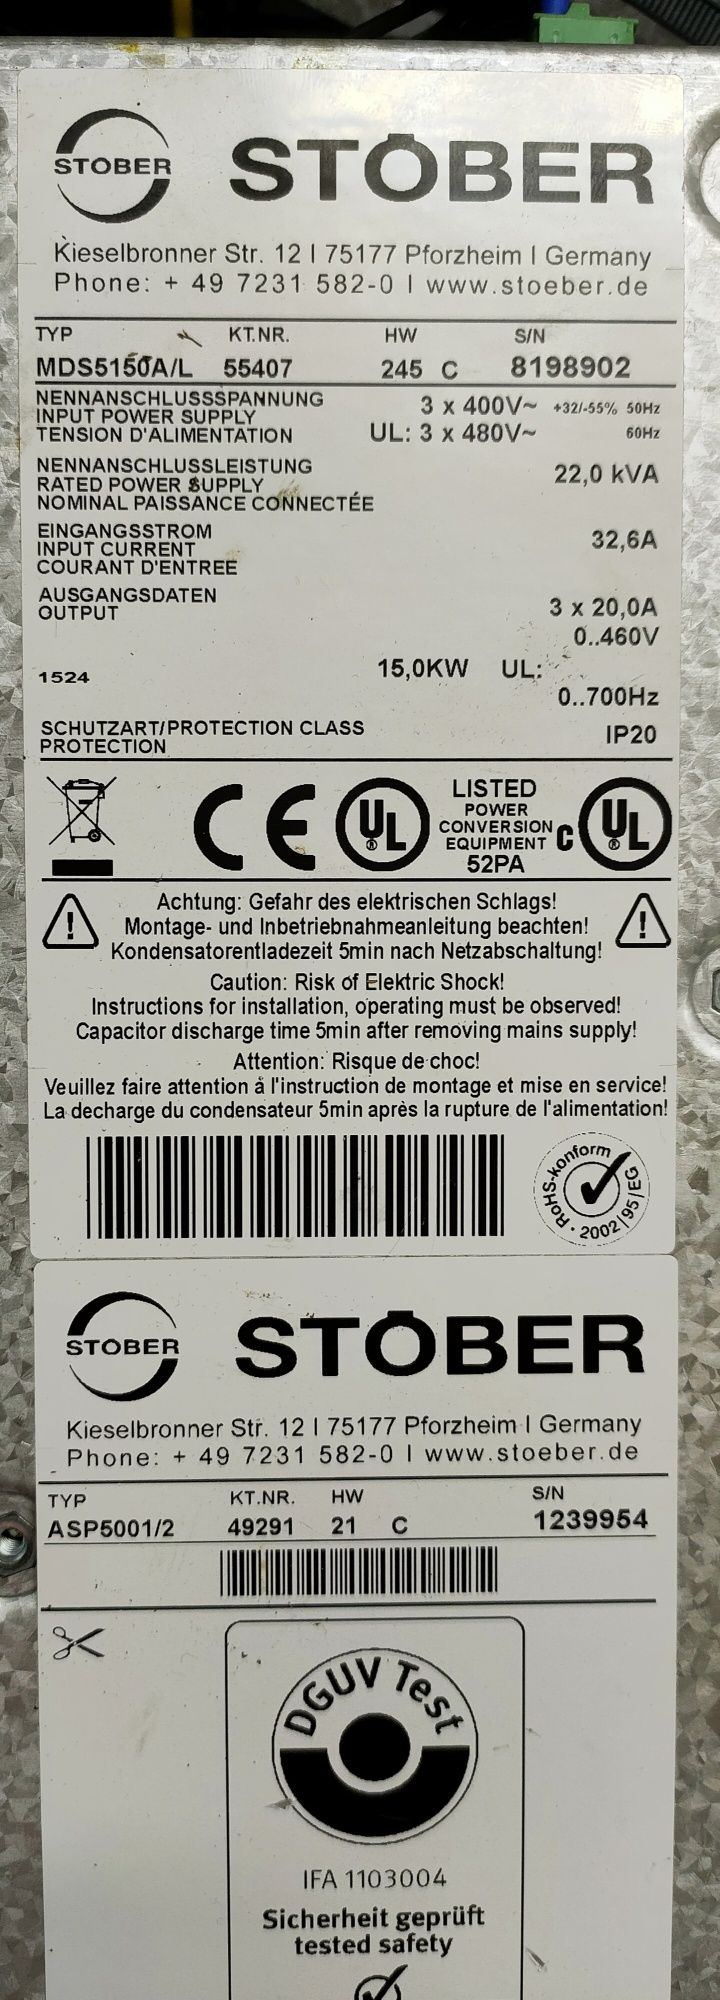 STÖBER STÖBER
Kieselbronner Str. 12 I 75177 Pforzheim I Germany
Phone: + 49 7231 582-0 I www.stoeber.de
TYP KT.NR. HW S/N
MDS5150A/L 55407 245 C 8198902
NENNANSCHLUSSSPANNUNG 3 x 400V~ +32/-55% 50Hz
INPUT POWER SUPPLY
TENSION D'ALIMENTATION UL: 3 x 480V~ 60Hz
NENNANSCHLUSSLEISTUNG
RATED POWER SUPPLY 22,0 kVA
NOMINAL PAISSANCE CONNECTÉE
EINGANGSSTROM
INPUT CURRENT 32,6A
COURANT D'ENTREE
AUSGANGSDATEN
OUTPUT 3 x 20,0A
0..460V
1524 15,0KW UL:
0..700Hz
SCHUTZART/PROTECTION CLASS IP20
PROTECTION
CE UL LISTED
POWER
CONVERSION
EQUIPMENT
52PA
C UL
Achtung: Gefahr des elektrischen Schlags!
Montage- und Inbetriebnahmeanleitung beachten!
Kondensatorentladezeit 5min nach Netzabschaltung!
Caution: Risk of Elektric Shock!
Instructions for installation, operating must be observed!
Capacitor discharge time 5min after removing mains supply!
Attention: Risque de choc!
Veuillez faire attention á l'instruction de montage et mise en service!
La decharge du condensateur 5min après la rupture de l'alimentation!
RoHS-konform · 2002/95/EG
STÖBER STÖBER
Kieselbronner Str. 12 I 75177 Pforzheim I Germany
Phone: + 49 7231 582-0 I www.stoeber.de
TYP KT.NR. HW S/N
ASP5001/2 49291 21 C 1239954
DGUV Test
IFA 1103004
Sicherheit geprüft
tested safety